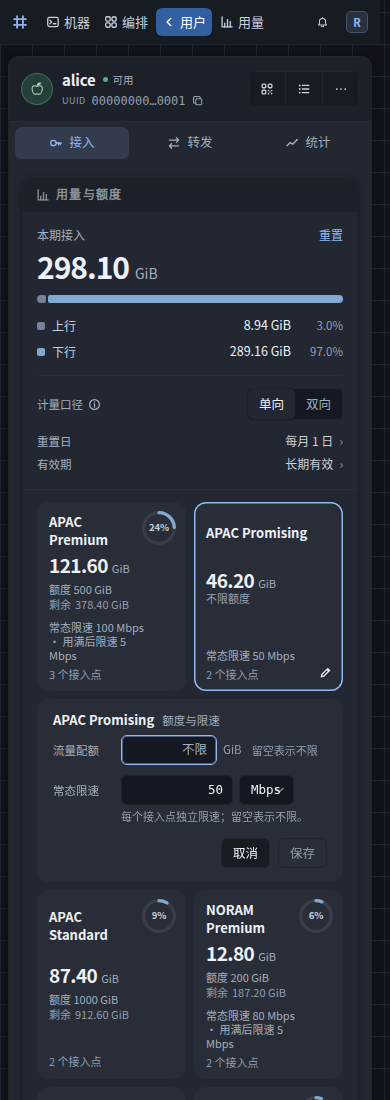 机器 编排 用户 用量 R
alice 可用
UUID 00000000…0001
接入 转发 统计
用量与额度
本期接入 重置
298.10 GiB
上行 8.94 GiB 3.0%
下行 289.16 GiB 97.0%
计量口径 单向 双向
重置日 每月 1 日 ›
有效期 长期有效 ›
APAC
Premium
24%
121.60 GiB
额度 500 GiB
剩余 378.40 GiB
常态限速 100 Mbps
· 用满后限速 5
Mbps
3 个接入点
APAC Promising
46.20 GiB
不限额度
常态限速 50 Mbps
2 个接入点
APAC Promising 额度与限速
流量配额 不限 GiB 留空表示不限
常态限速 50 Mbps
每个接入点独立限速；留空表示不限。
取消 保存
APAC
Standard
9%
87.40 GiB
额度 1000 GiB
剩余 912.60 GiB
2 个接入点
NORAM
Premium
6%
12.80 GiB
额度 200 GiB
剩余 187.20 GiB
常态限速 80 Mbps
· 用满后限速 5
Mbps
2 个接入点